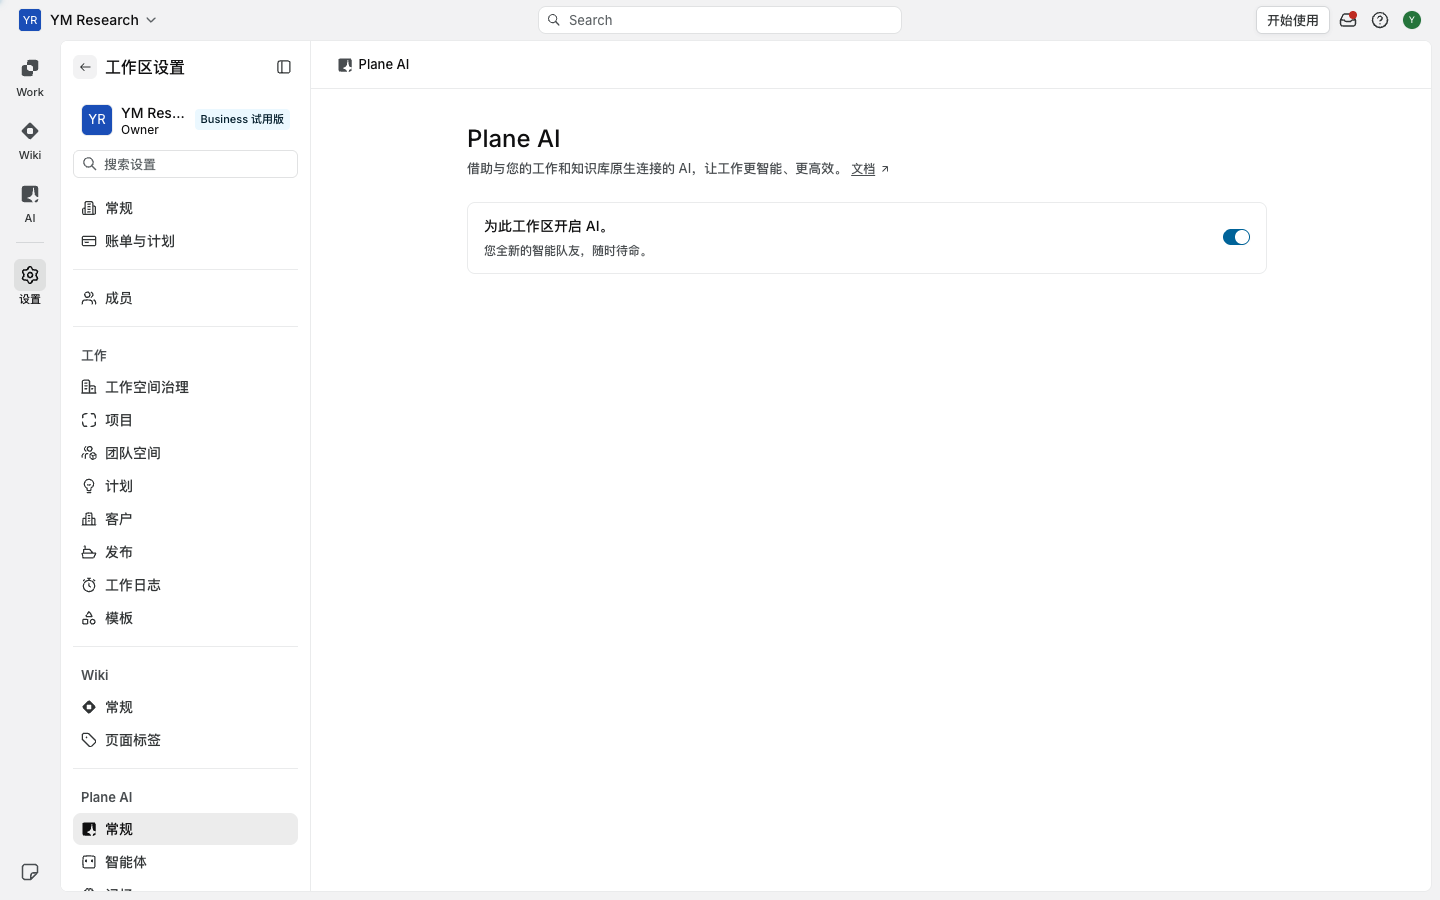 YR YM Research
Search
开始使用
Y
Work
Wiki
AI
设置
工作区设置
YR
YM Res...
Owner
Business 试用版
搜索设置
常规
账单与计划
成员
工作
工作空间治理
项目
团队空间
计划
客户
发布
工作日志
模板
Wiki
常规
页面标签
Plane AI
常规
智能体
Plane AI
Plane AI
借助与您的工作和知识库原生连接的 AI，让工作更智能、更高效。 文档
为此工作区开启 AI。
您全新的智能队友，随时待命。